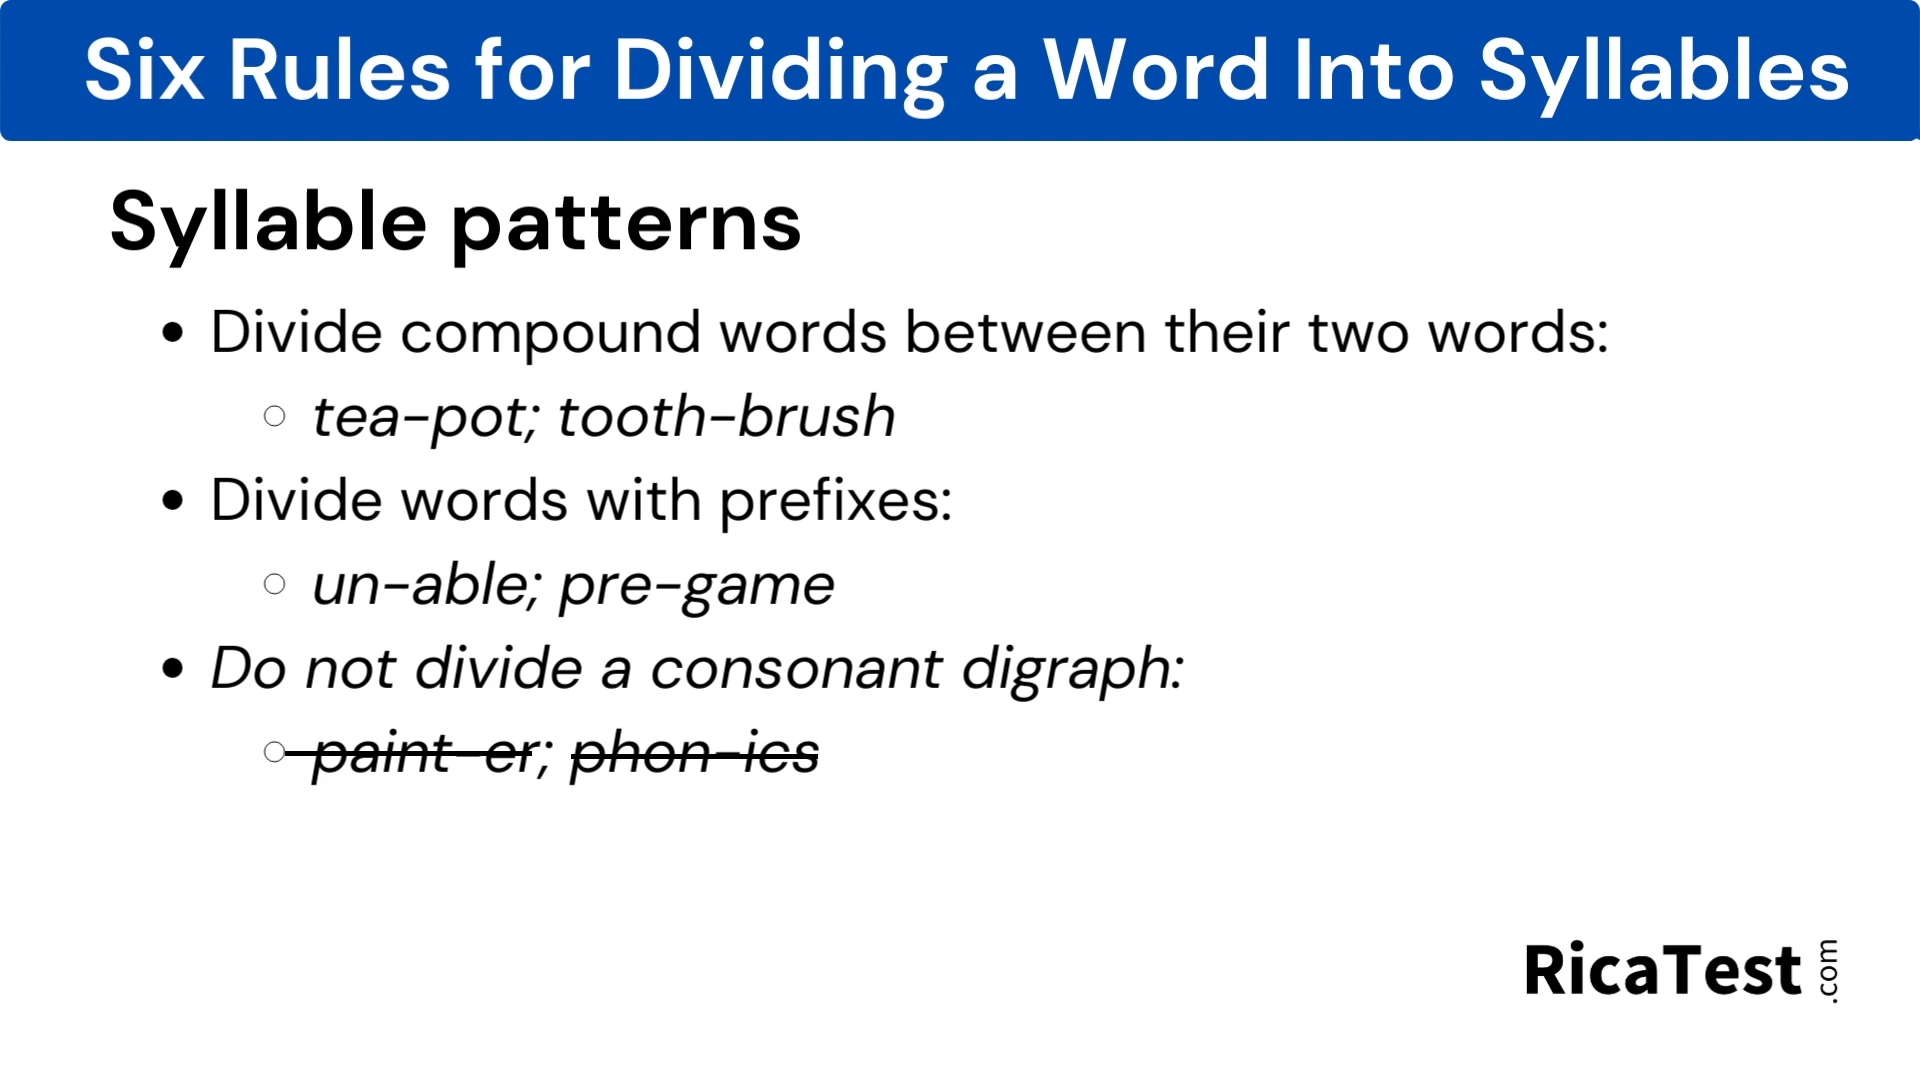 Six Rules for Dividing a Word Into Syllables
Syllable patterns
Divide compound words between their two words:
tea-pot; tooth-brush
Divide words with prefixes:
un-able; pre-game
Do not divide a consonant digraph:
paint-er; phon-ics
RicaTest .com